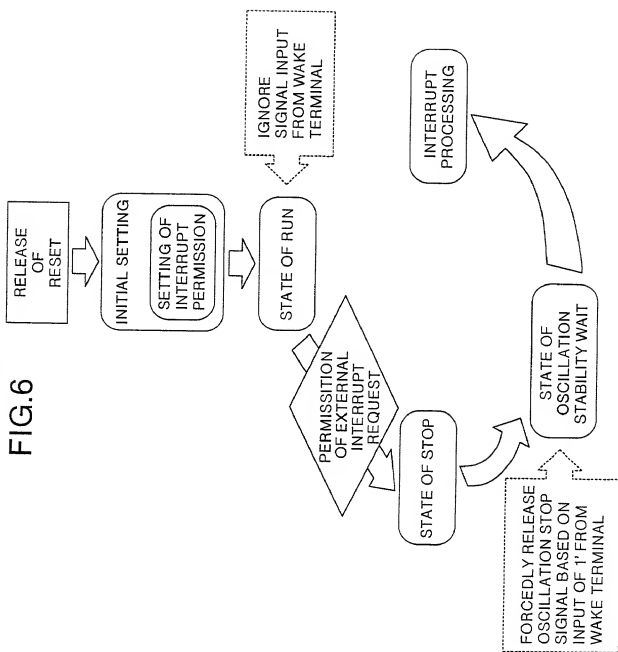 FIG.6
RELEASE
OF
RESET
INITIAL SETTING
SETTING OF
INTERRUPT
PERMISSION
STATE OF RUN
IGNORE
SIGNAL INPUT
FROM WAKE
TERMINAL
PERMISSITION
OF EXTERNAL
INTERRUPT
REQUEST
STATE OF STOP
FORCEDLY RELEASE
OSCILLATION STOP
SIGNAL BASED ON
INPUT OF 1' FROM
WAKE TERMINAL
STATE OF
OSCILLATION
STABILITY WAIT
INTERRUPT
PROCESSING